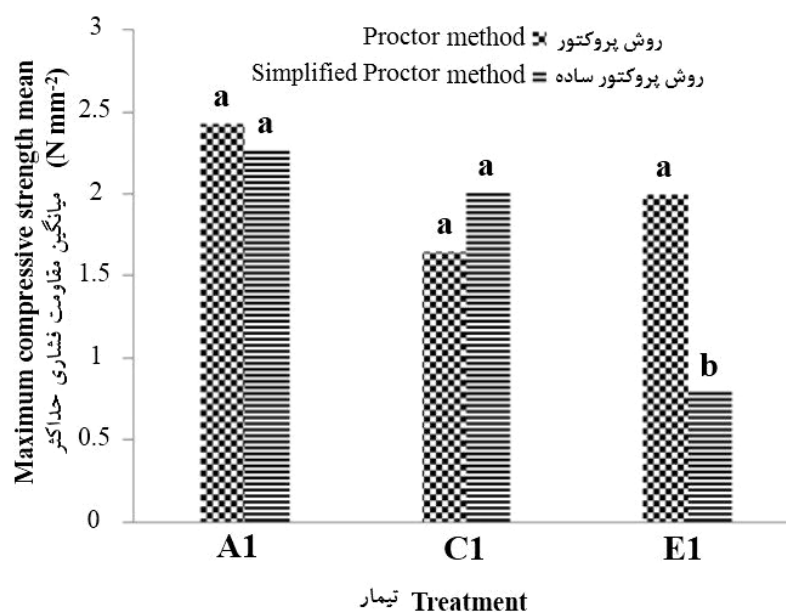 3
2.5
2
1.5
1
0.5
0
Maximum compressive strength mean
میانگین مقاومت فشاری حداکثر (N mm-2)
Proctor method روش پروکتور
Simplified Proctor method روش پروکتور ساده
a
a
a
a
a
b
A1 C1 E1
تیمار Treatment